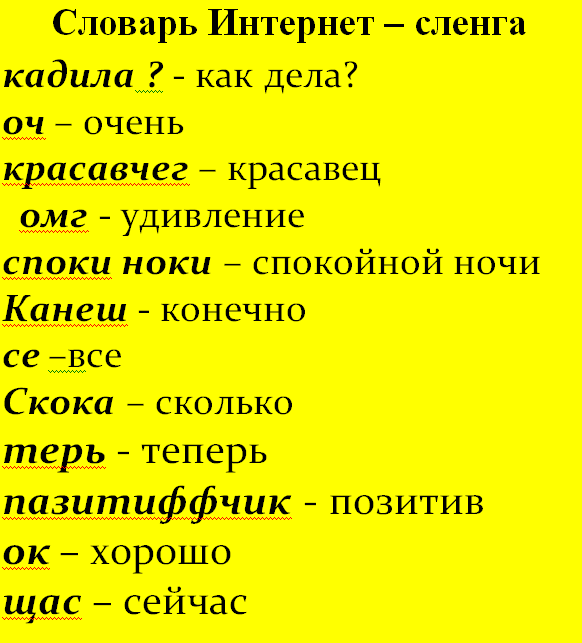 Словарь Интернет – сленга
кадила ? - как дела?
оч – очень
красавчег – красавец
омг - удивление
споки ноки – спокойной ночи
Канеш - конечно
се –все
Скока – сколько
терь - теперь
пазитиффчик - позитив
ок – хорошо
щас – сейчас